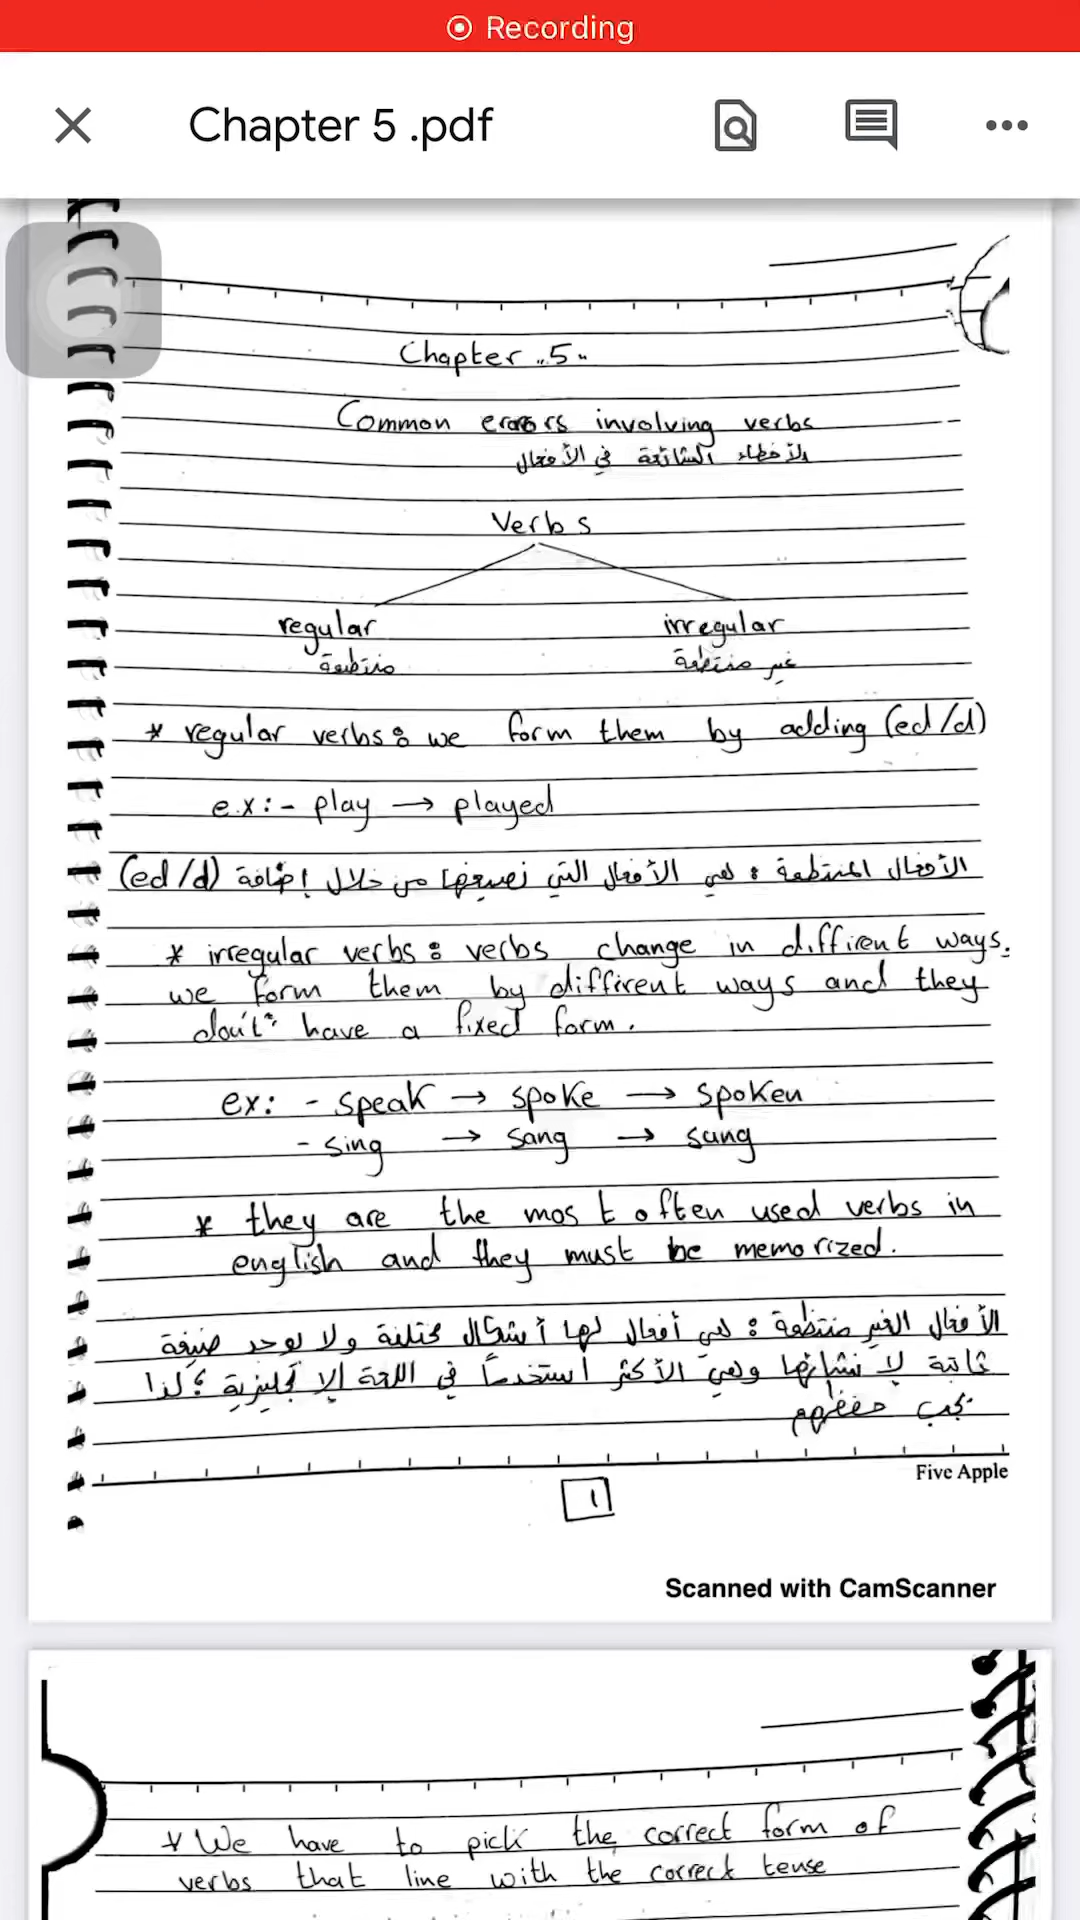 Recording
Chapter 5 .pdf
Chapter "5"
Common errors involving verbs
الأخطاء الشائعة في الأفعال
Verbs
regular irregular
منتظمة غير منتظمة
* regular verbs: we form them by adding (ed/d)
e.x:- play → played
الأفعال المنتظمة : هي الأفعال التي نصيغها من خلال إضافة (ed/d)
* irregular verbs: verbs change in diffirent ways.
we form them by diffirent ways and they
don't have a fixed form.
ex: - speak → spoke → spoken
- sing → sang → sung
* they are the most often used verbs in
english and they must be memorized.
الأفعال الغير منتظمة : هي أفعال لها أشكال مختلفة ولا يوجد صيغة
ثابتة لإنشائها وهي الأكثر استخدماً في اللغة الإنجليزية ؛ لذا
يجب حفظهم
Five Apple
1
Scanned with CamScanner
* We have to pick the correct form of
verbs that line with the correct tense